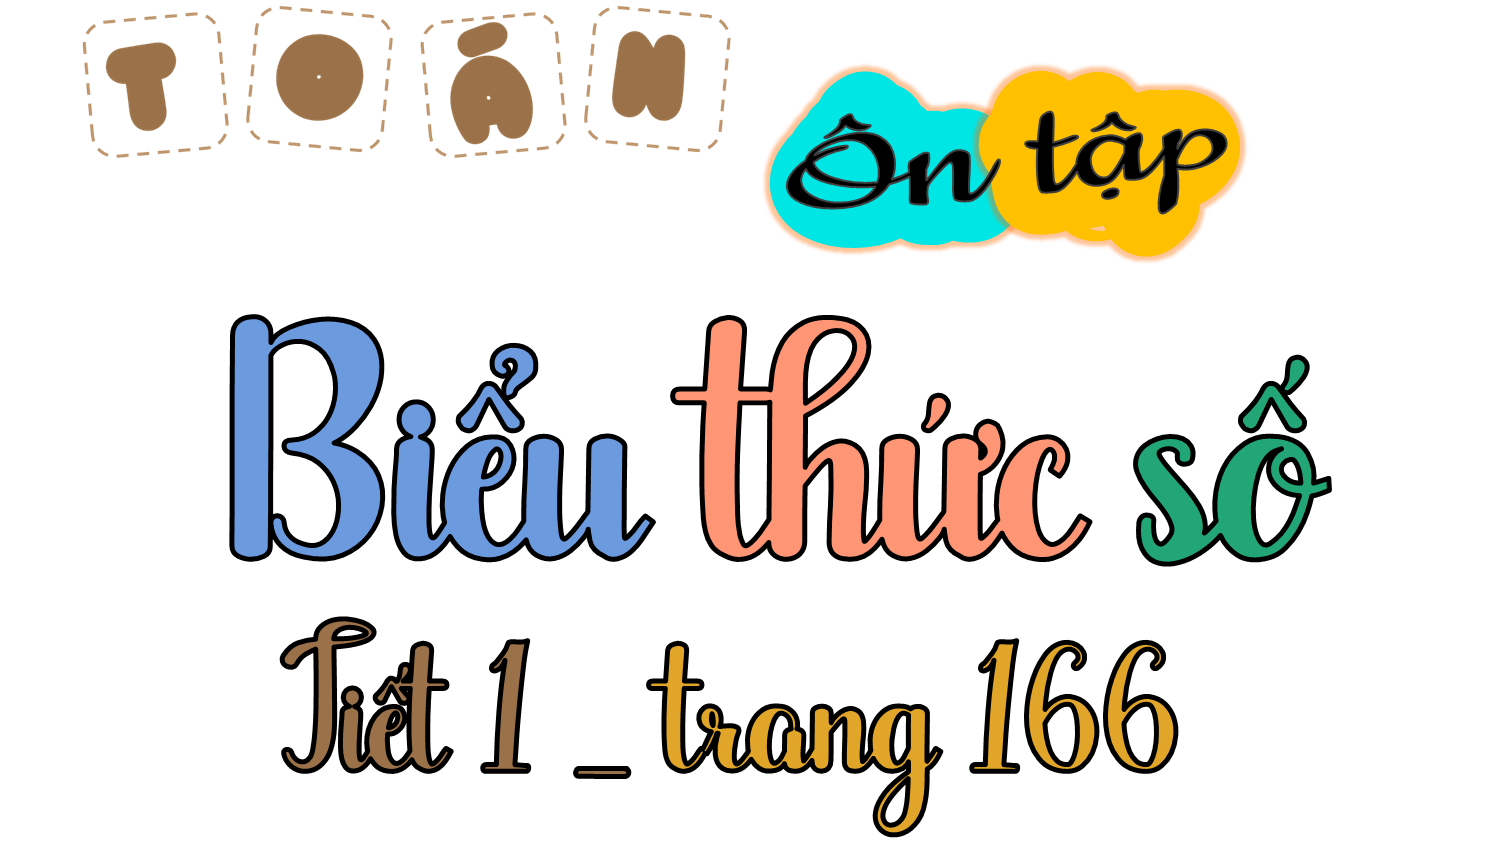 TOÁN
Ôn tập
Biểu thức số
Tiết 1 _ trang 166